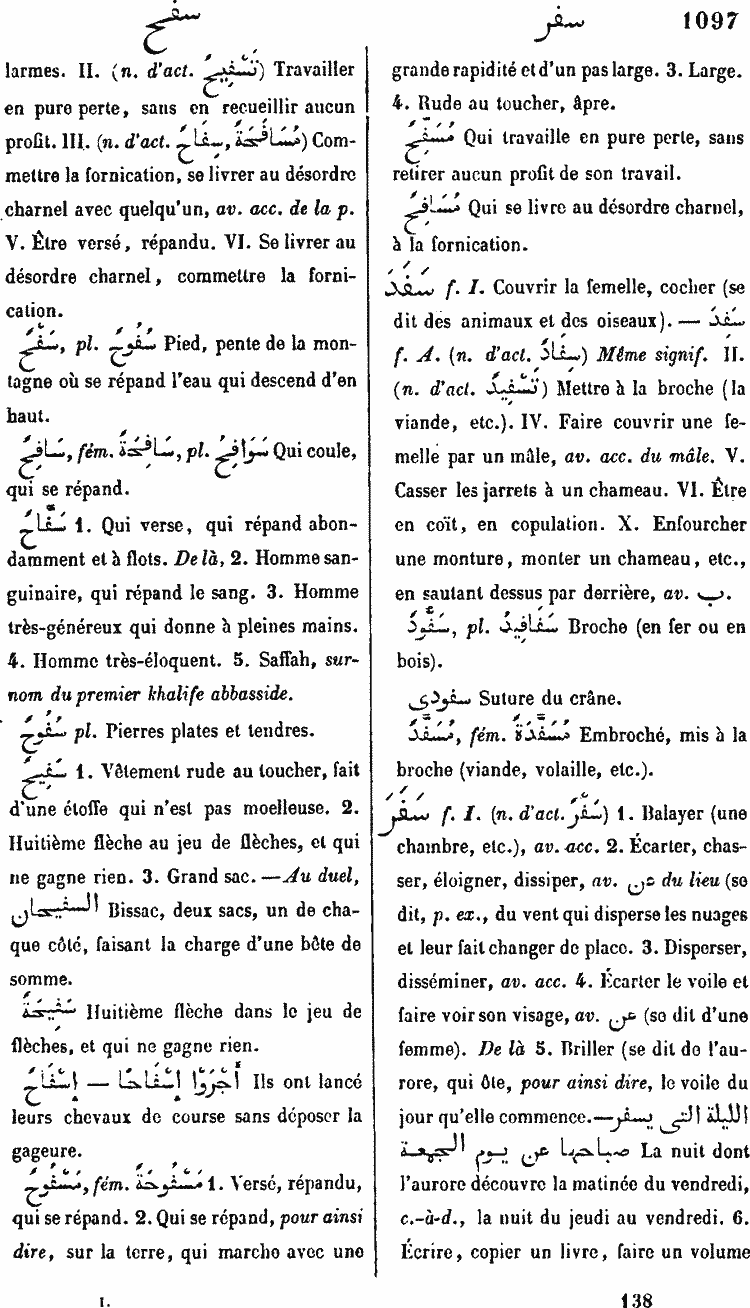 سفح
سفر
1097
larmes. II. (n. d'act. تَسْفِيحٌ) Travailler
en pure perte, sans en recueillir aucun
profit. III. (n. d'act. مُسَافَحَةٌ, سِفَاحٌ) Com-
mettre la fornication, se livrer au désordre
charnel avec quelqu'un, av. acc. de la p.
V. Être versé, répandu. VI. Se livrer au
désordre charnel, commettre la forni-
cation.
سَفْحٌ, pl. سُفُوحٌ Pied, pente de la mon-
tagne où se répand l'eau qui descend d'en
haut.
سَافِحٌ, fém. سَافِحَةٌ, pl. سَوَافِحُ Qui coule,
qui se répand.
سَفَّاحٌ 1. Qui verse, qui répand abon-
damment et à flots. De là, 2. Homme san-
guinaire, qui répand le sang. 3. Homme
très-généreux qui donne à pleines mains.
4. Homme très-éloquent. 5. Saffah, sur-
nom du premier khalife abbasside.
سُفُوحٌ pl. Pierres plates et tendres.
سَفِيحٌ 1. Vêtement rude au toucher, fait
d'une étoffe qui n'est pas moelleuse. 2.
Huitième flèche au jeu de flèches, et qui
ne gagne rien. 3. Grand sac. — Au duel,
السفيحان Bissac, deux sacs, un de cha-
que côté, faisant la charge d'une bête de
somme.
سَفِيحَةٌ Huitième flèche dans le jeu de
flèches, et qui ne gagne rien.
إِسْفَاحٌ — أَجْرَوْا إِسْفَاحًا Ils ont lancé
leurs chevaux de course sans déposer la
gageure.
مَسْفُوحٌ, fém. مَسْفُوحَةٌ 1. Versé, répandu,
qui se répand. 2. Qui se répand, pour ainsi
dire, sur la terre, qui marche avec une
grande rapidité et d'un pas large. 3. Large.
4. Rude au toucher, âpre.
مُسَفِّحٌ Qui travaille en pure perte, sans
retirer aucun profit de son travail.
مُسَافِحٌ Qui se livre au désordre charnel,
à la fornication.
سَفَدَ f. I. Couvrir la femelle, cocher (se
dit des animaux et des oiseaux). — سَفِدَ
f. A. (n. d'act. سِفَادٌ) Même signif. II.
(n. d'act. تَسْفِيدٌ) Mettre à la broche (la
viande, etc.). IV. Faire couvrir une fe-
melle par un mâle, av. acc. du mâle. V.
Casser les jarrets à un chameau. VI. Être
en coït, en copulation. X. Enfourcher
une monture, monter un chameau, etc.,
en sautant dessus par derrière, av. ب.
سَفُّودٌ, pl. سَفَافِيدُ Broche (en fer ou en
bois).
سفودى Suture du crâne.
مُسَفَّدٌ, fém. مُسَفَّدَةٌ Embroché, mis à la
broche (viande, volaille, etc.).
سَفَرَ f. I. (n. d'act. سَفْرٌ) 1. Balayer (une
chambre, etc.), av. acc. 2. Écarter, chas-
ser, éloigner, dissiper, av. عن du lieu (se
dit, p. ex., du vent qui disperse les nuages
et leur fait changer de place. 3. Disperser,
disséminer, av. acc. 4. Écarter le voile et
faire voir son visage, av. عن (se dit d'une
femme). De là 5. Briller (se dit de l'au-
rore, qui ôte, pour ainsi dire, le voile du
jour qu'elle commence. — الليلة التى يسفر
صباحها عن يوم الجمعة La nuit dont
l'aurore découvre la matinée du vendredi,
c.-à-d., la nuit du jeudi au vendredi. 6.
Écrire, copier un livre, faire un volume
I.
138